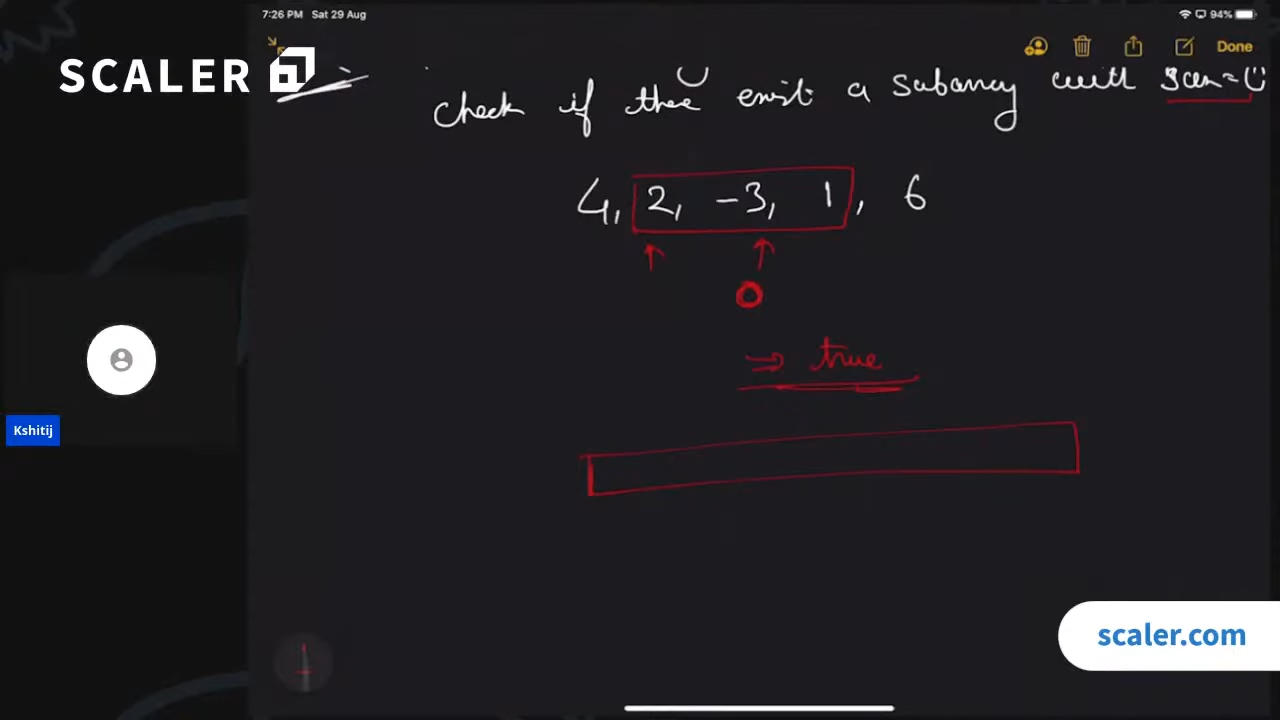 7:26 PM Sat 29 Aug
94%
Done
SCALER
check if there exist a subarray with sum=0
4, 2, -3, 1, 6
0
⇒ true
Kshitij
scaler.com